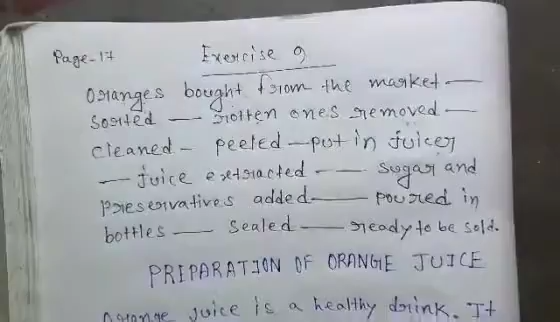 Page-17
Exercise 9
Oranges bought from the market —
Sorted — rotten ones removed —
cleaned - peeled - put in juicer
— juice extracted — sugar and
Preservatives added — poured in
bottles — Sealed — ready to be sold.
PRIPARATION OF ORANGE JUICE
Orange juice is a healthy drink. It